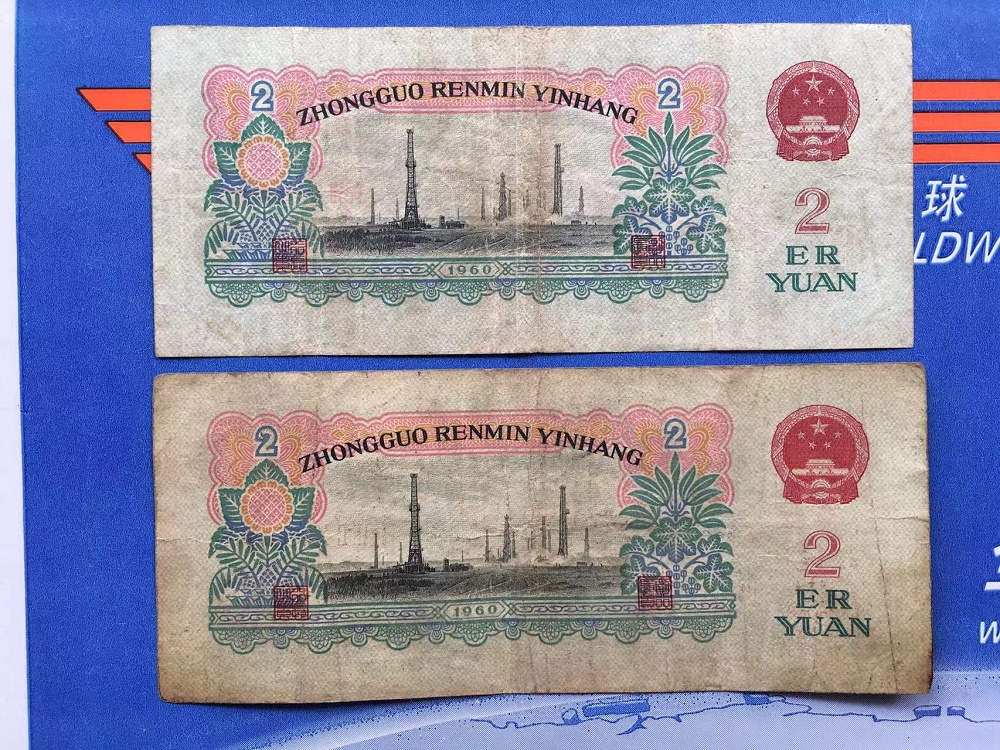 2
ZHONGGUO RENMIN YINHANG
2
1960
2
ER
YUAN
球
LDW
2
ZHONGGUO RENMIN YINHANG
2
1960
2
ER
YUAN